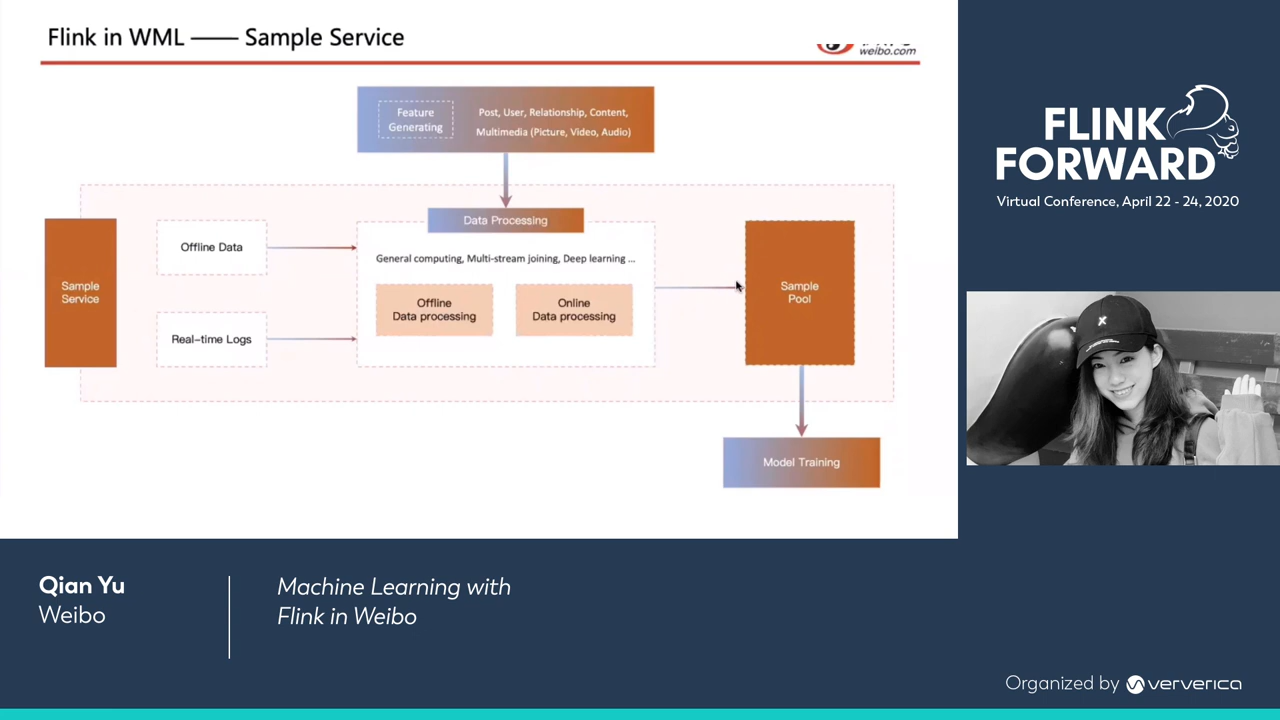 Flink in WML —— Sample Service
weibo.com
Feature
Generating
Post, User, Relationship, Content,
Multimedia (Picture, Video, Audio)
Data Processing
Sample
Service
Offline Data
Real-time Logs
General computing, Multi-stream joining, Deep learning ...
Offline
Data processing
Online
Data processing
Sample
Pool
Model Training
FLINK
FORWARD
Virtual Conference, April 22 - 24, 2020
X
Qian Yu
Weibo
Machine Learning with
Flink in Weibo
Organized by ververica